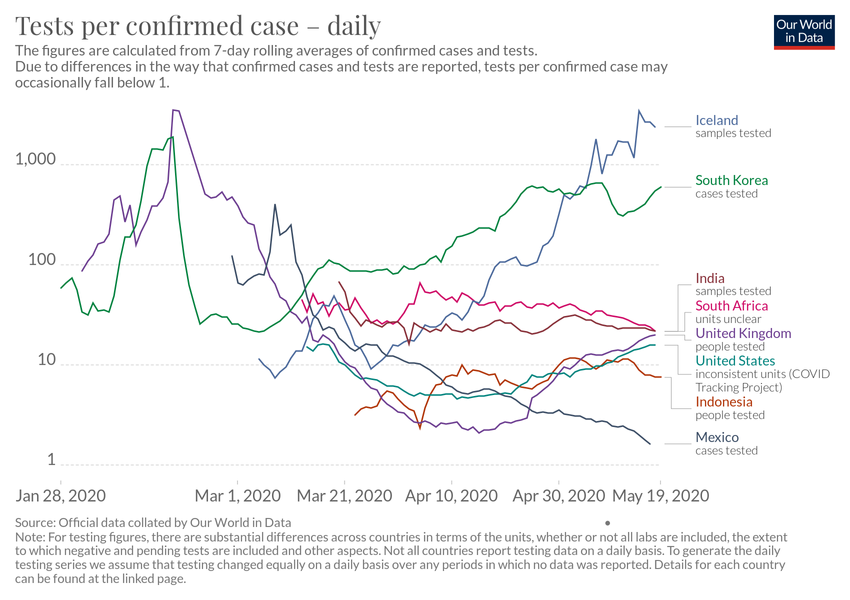 Tests per confirmed case – daily
Our World
in Data
The figures are calculated from 7-day rolling averages of confirmed cases and tests.
Due to differences in the way that confirmed cases and tests are reported, tests per confirmed case may
occasionally fall below 1.
1,000
100
10
1
Iceland
samples tested
South Korea
cases tested
India
samples tested
South Africa
units unclear
United Kingdom
people tested
United States
inconsistent units (COVID
Tracking Project)
Indonesia
people tested
Mexico
cases tested
Jan 28, 2020
Mar 1, 2020
Mar 21, 2020
Apr 10, 2020
Apr 30, 2020
May 19, 2020
Source: Official data collated by Our World in Data
Note: For testing figures, there are substantial differences across countries in terms of the units, whether or not all labs are included, the extent
to which negative and pending tests are included and other aspects. Not all countries report testing data on a daily basis. To generate the daily
testing series we assume that testing changed equally on a daily basis over any periods in which no data was reported. Details for each country
can be found at the linked page.